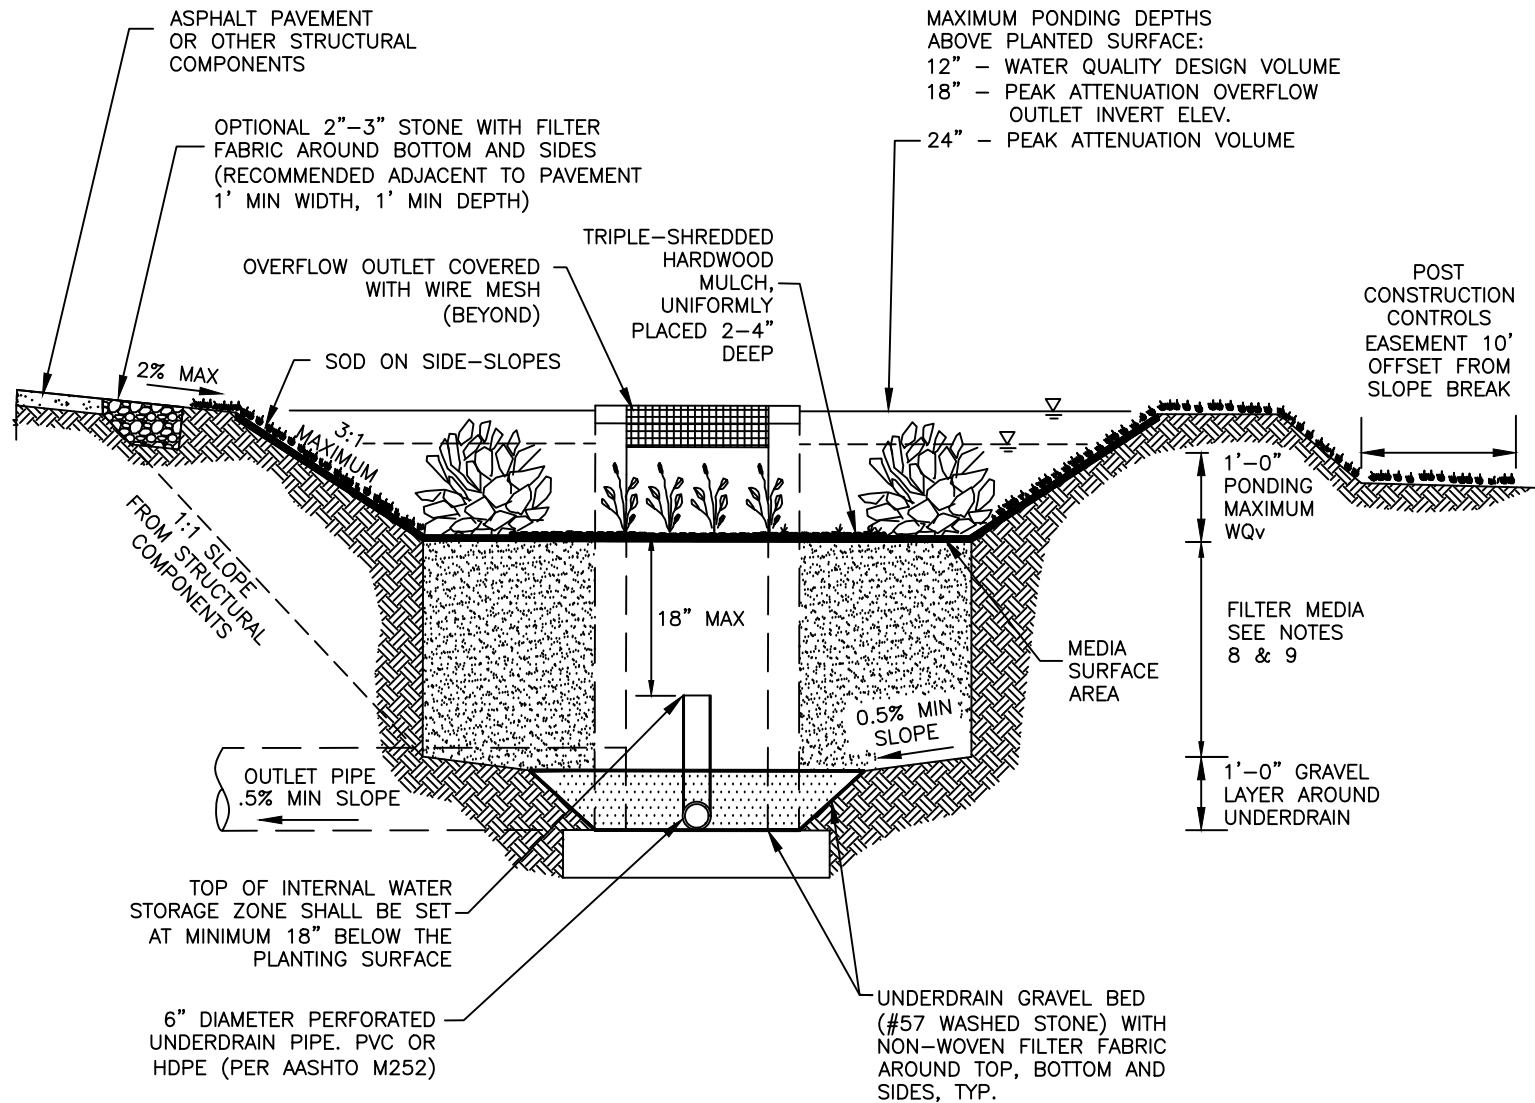 ASPHALT PAVEMENT
OR OTHER STRUCTURAL
COMPONENTS
MAXIMUM PONDING DEPTHS
ABOVE PLANTED SURFACE:
12" – WATER QUALITY DESIGN VOLUME
18" – PEAK ATTENUATION OVERFLOW
OUTLET INVERT ELEV.
24" – PEAK ATTENUATION VOLUME
OPTIONAL 2"–3" STONE WITH FILTER
FABRIC AROUND BOTTOM AND SIDES
(RECOMMENDED ADJACENT TO PAVEMENT
1' MIN WIDTH, 1' MIN DEPTH)
TRIPLE–SHREDDED
HARDWOOD
MULCH,
UNIFORMLY
PLACED 2–4"
DEEP
OVERFLOW OUTLET COVERED
WITH WIRE MESH
(BEYOND)
POST
CONSTRUCTION
CONTROLS
EASEMENT 10'
OFFSET FROM
SLOPE BREAK
SOD ON SIDE–SLOPES
2% MAX
3:1
MAXIMUM
1'–0"
PONDING
MAXIMUM
WQv
1:1 SLOPE
FROM STRUCTURAL
COMPONENTS
18" MAX
FILTER MEDIA
SEE NOTES
8 & 9
MEDIA
SURFACE
AREA
0.5% MIN
SLOPE
OUTLET PIPE
.5% MIN SLOPE
1'–0" GRAVEL
LAYER AROUND
UNDERDRAIN
TOP OF INTERNAL WATER
STORAGE ZONE SHALL BE SET
AT MINIMUM 18" BELOW THE
PLANTING SURFACE
6" DIAMETER PERFORATED
UNDERDRAIN PIPE. PVC OR
HDPE (PER AASHTO M252)
UNDERDRAIN GRAVEL BED
(#57 WASHED STONE) WITH
NON–WOVEN FILTER FABRIC
AROUND TOP, BOTTOM AND
SIDES, TYP.